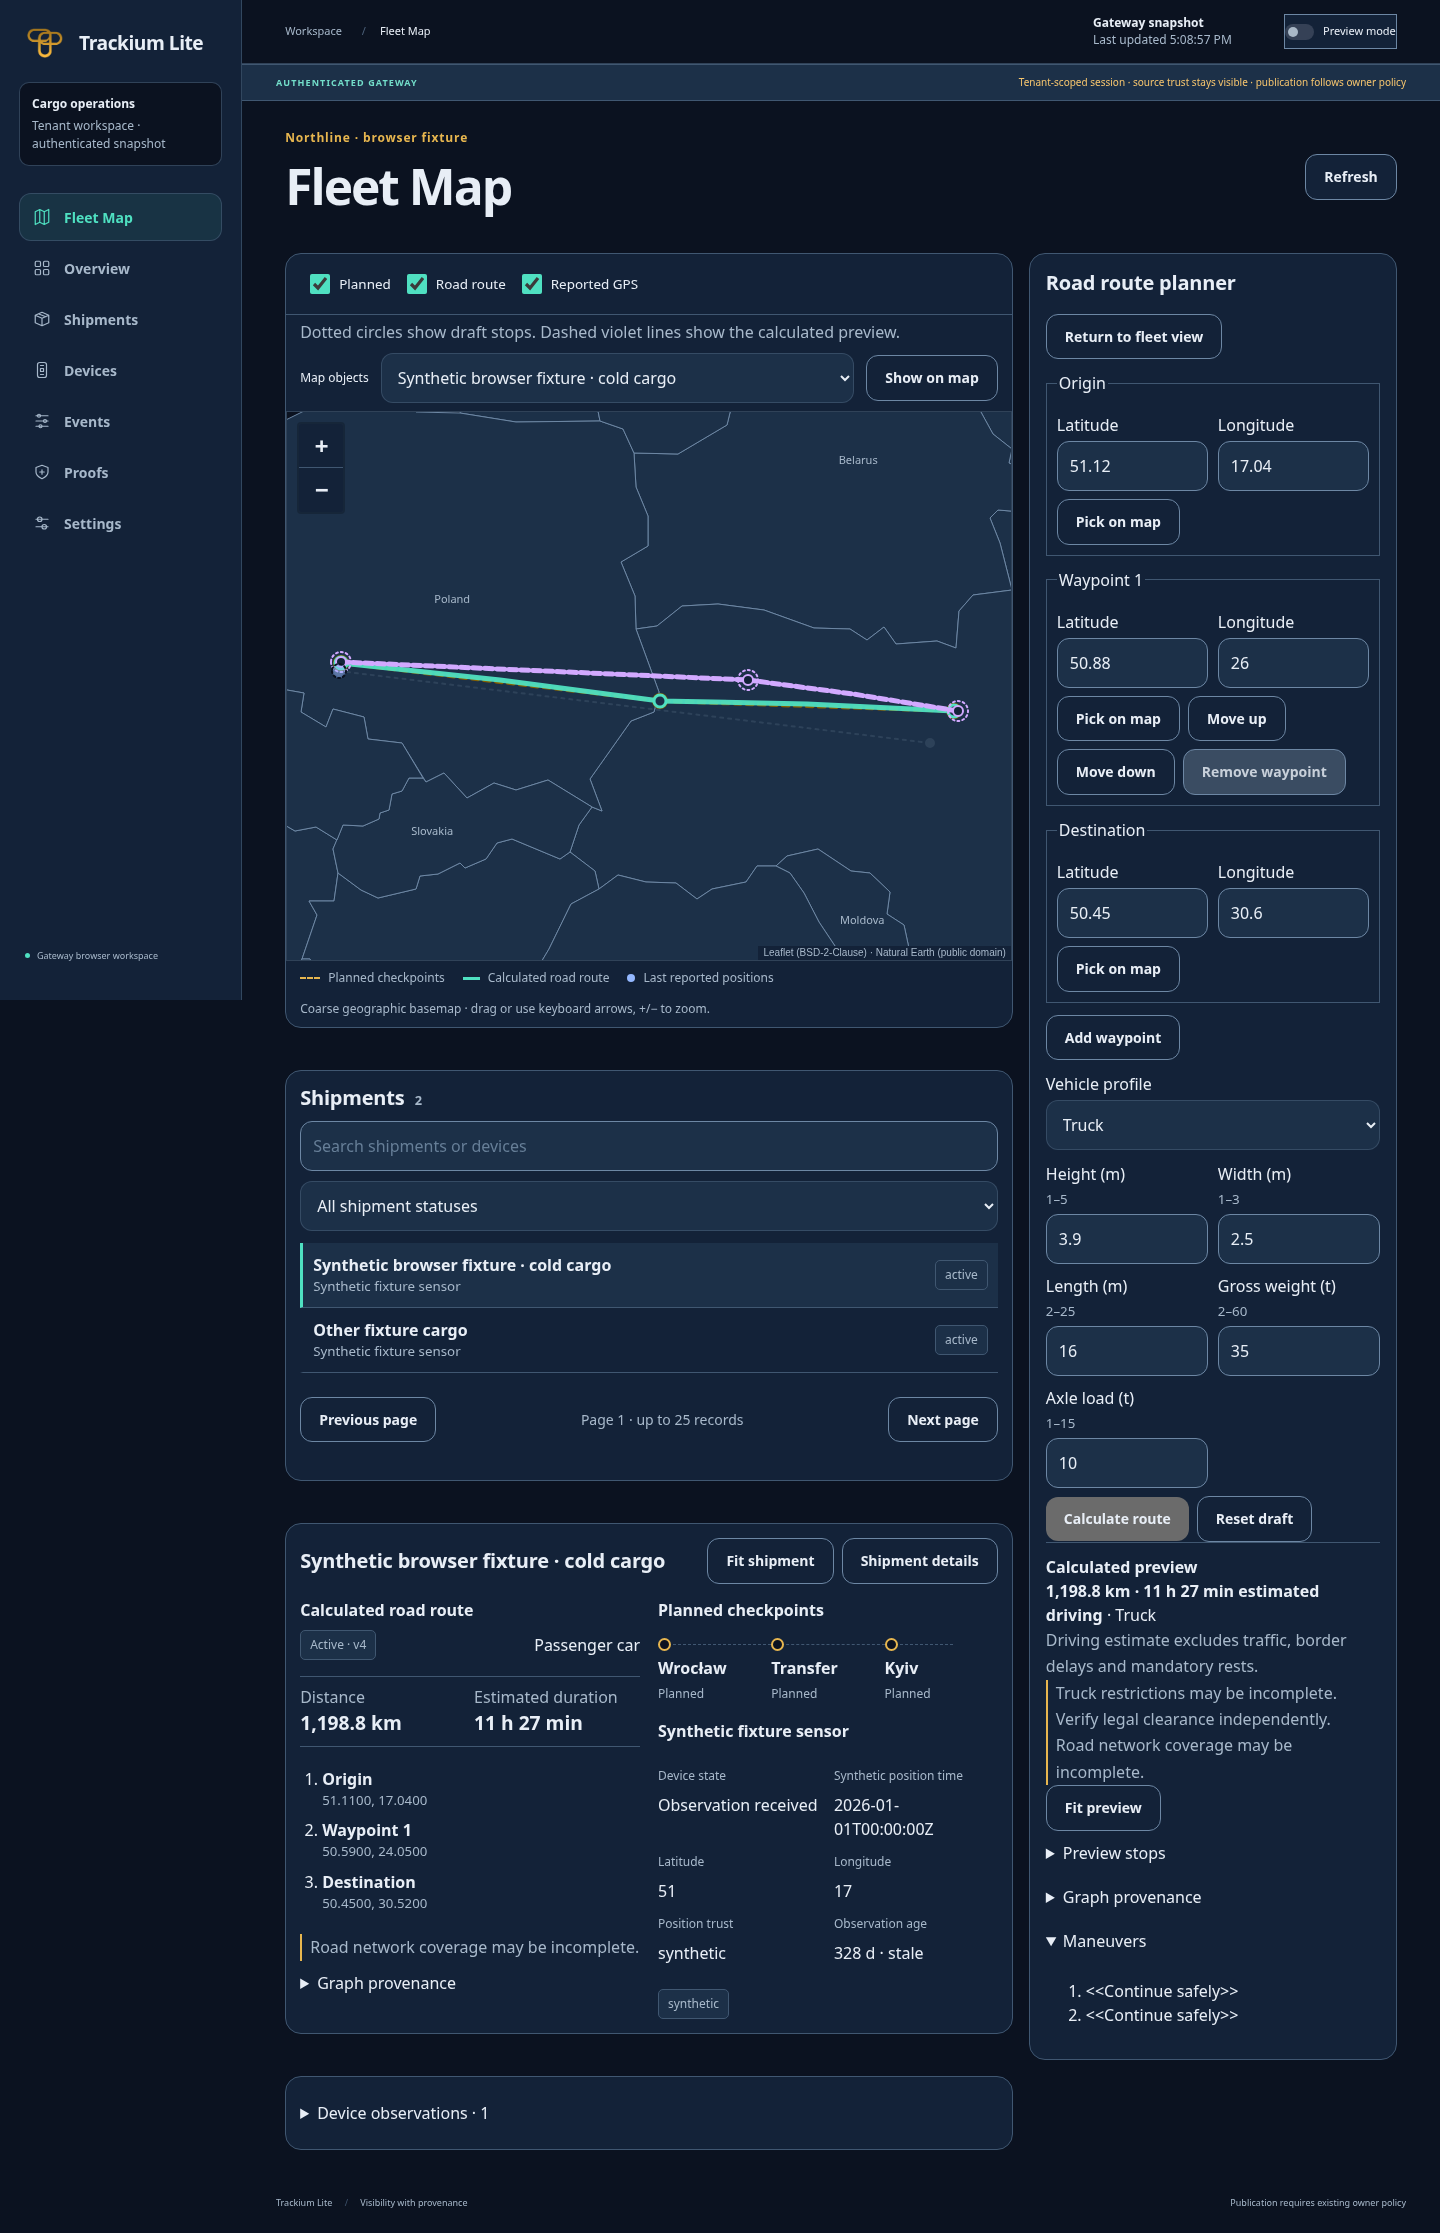 Trackium Lite
Cargo operations
Tenant workspace ·
authenticated snapshot
Fleet Map
Overview
Shipments
Devices
Events
Proofs
Settings
Gateway browser workspace
Workspace / Fleet Map
Gateway snapshot
Last updated 5:08:57 PM
Preview mode
AUTHENTICATED GATEWAY
Tenant-scoped session · source trust stays visible · publication follows owner policy
Northline · browser fixture
Fleet Map
Refresh
Planned
Road route
Reported GPS
Dotted circles show draft stops. Dashed violet lines show the calculated preview.
Map objects
Synthetic browser fixture · cold cargo
Show on map
+
−
Belarus
Poland
Slovakia
Moldova
Leaflet (BSD-2-Clause) · Natural Earth (public domain)
Planned checkpoints
Calculated road route
Last reported positions
Coarse geographic basemap · drag or use keyboard arrows, +/− to zoom.
Shipments 2
Search shipments or devices
All shipment statuses
Synthetic browser fixture · cold cargo
Synthetic fixture sensor
active
Other fixture cargo
Synthetic fixture sensor
active
Previous page
Page 1 · up to 25 records
Next page
Synthetic browser fixture · cold cargo
Fit shipment
Shipment details
Calculated road route
Active · v4
Passenger car
Distance
1,198.8 km
Estimated duration
11 h 27 min
1. Origin
51.1100, 17.0400
2. Waypoint 1
50.5900, 24.0500
3. Destination
50.4500, 30.5200
Road network coverage may be incomplete.
Graph provenance
Planned checkpoints
Wrocław
Planned
Transfer
Planned
Kyiv
Planned
Synthetic fixture sensor
Device state
Observation received
Synthetic position time
2026-01-
01T00:00:00Z
Latitude
51
Longitude
17
Position trust
synthetic
Observation age
328 d · stale
synthetic
Device observations · 1
Road route planner
Return to fleet view
Origin
Latitude
51.12
Longitude
17.04
Pick on map
Waypoint 1
Latitude
50.88
Longitude
26
Pick on map
Move up
Move down
Remove waypoint
Destination
Latitude
50.45
Longitude
30.6
Pick on map
Add waypoint
Vehicle profile
Truck
Height (m)
1–5
3.9
Width (m)
1–3
2.5
Length (m)
2–25
16
Gross weight (t)
2–60
35
Axle load (t)
1–15
10
Calculate route
Reset draft
Calculated preview
1,198.8 km · 11 h 27 min estimated
driving · Truck
Driving estimate excludes traffic, border
delays and mandatory rests.
Truck restrictions may be incomplete.
Verify legal clearance independently.
Road network coverage may be
incomplete.
Fit preview
Preview stops
Graph provenance
Maneuvers
1. <<Continue safely>>
2. <<Continue safely>>
Trackium Lite / Visibility with provenance
Publication requires existing owner policy